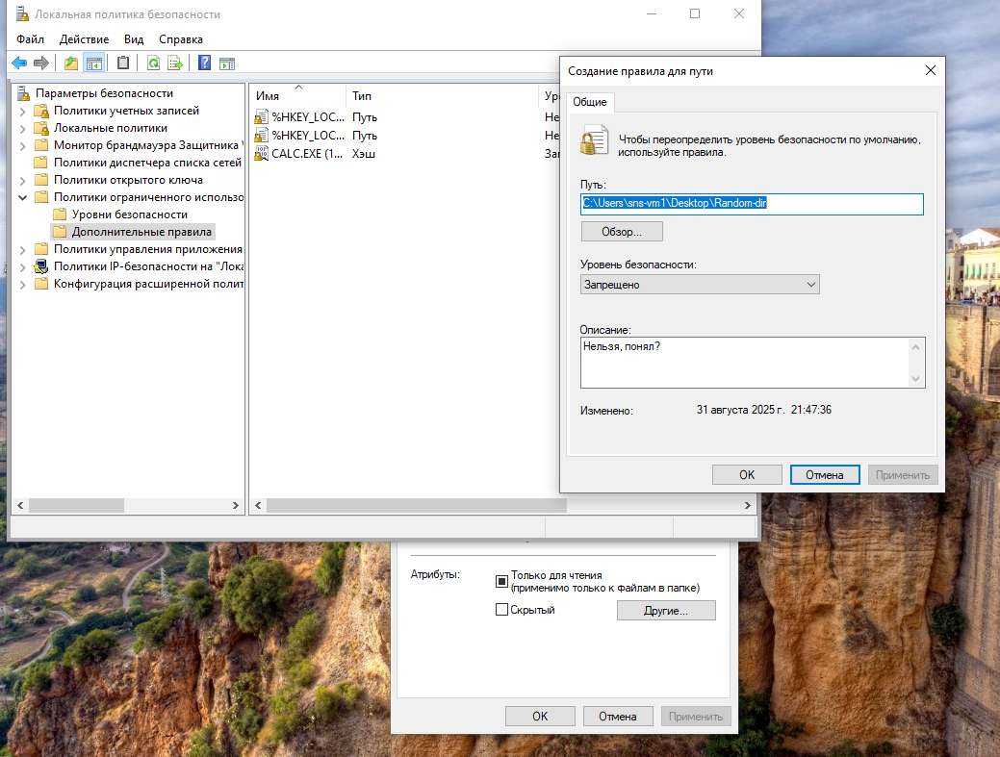 Локальная политика безопасности
Файл Действие Вид Справка
Параметры безопасности
Политики учетных записей
Локальные политики
Монитор брандмауэра Защитника
Политики диспетчера списка сетей
Политики открытого ключа
Политики ограниченного использо
Уровни безопасности
Дополнительные правила
Политики управления приложения
Политики IP-безопасности на "Лока
Конфигурация расширенной полит
Имя Тип Ур
%HKEY_LOC... Путь Не
%HKEY_LOC... Путь Не
CALC.EXE (1... Хэш Зап
Создание правила для пути
Общие
Чтобы переопределить уровень безопасности по умолчанию,
используйте правила.
Путь:
C:\Users\sns-vm1\Desktop\Random-dir
Обзор...
Уровень безопасности:
Запрещено
Описание:
Нельзя, понял?
Изменено: 31 августа 2025 г. 21:47:36
OK Отмена Применить
Атрибуты:
Только для чтения
(применимо только к файлам в папке)
Скрытый Другие...
OK Отмена Применить